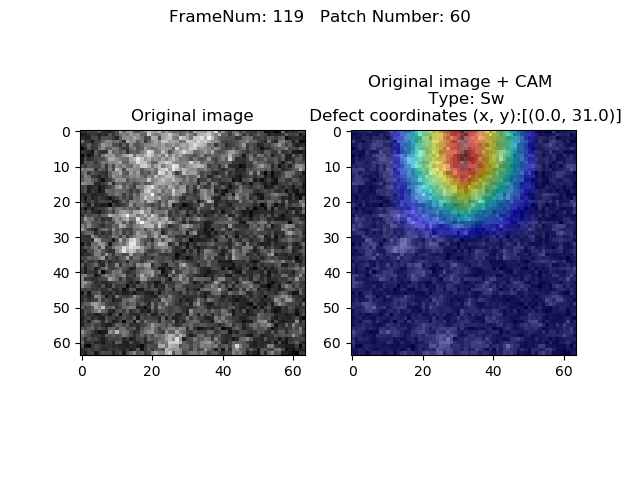 FrameNum: 119   Patch Number: 60
Original image
Original image + CAM
Type: Sw
Defect coordinates (x, y):[(0.0, 31.0)]
0
10
20
30
40
50
60
0 20 40 60
0
10
20
30
40
50
60
0 20 40 60